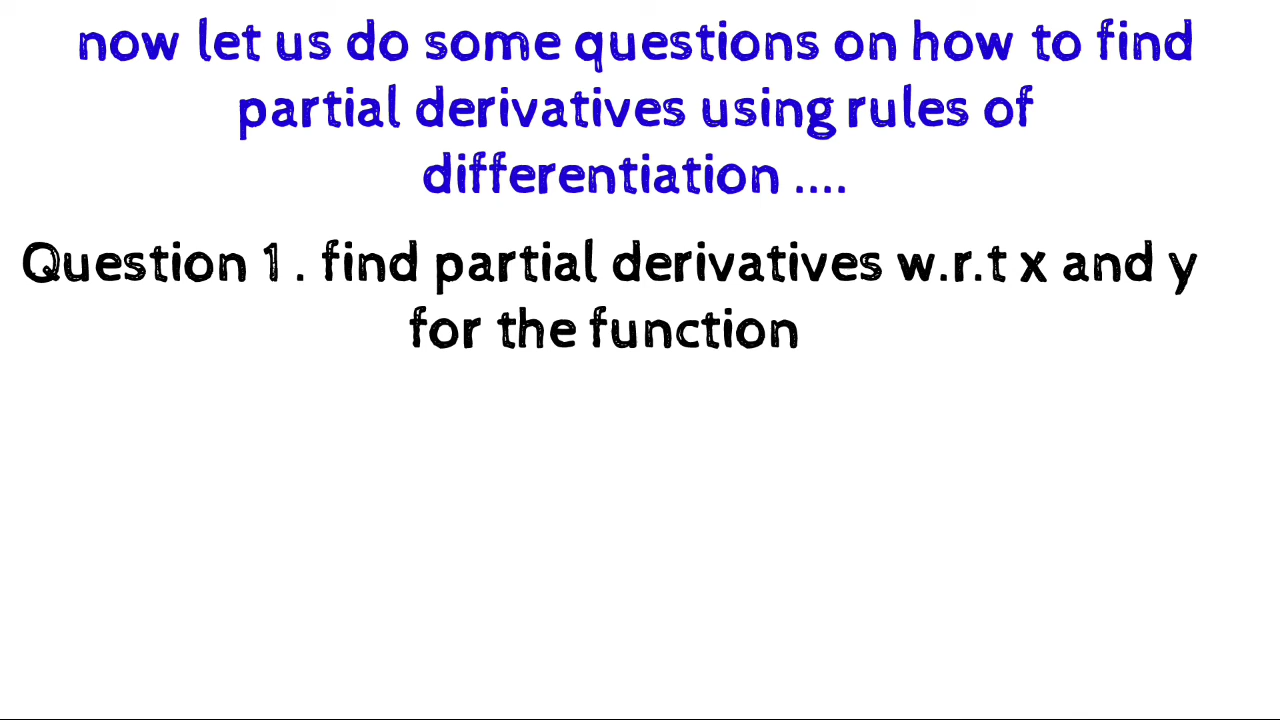 now let us do some questions on how to find
partial derivatives using rules of
differentiation ....
Question 1 . find partial derivatives w.r.t x and y
for the function